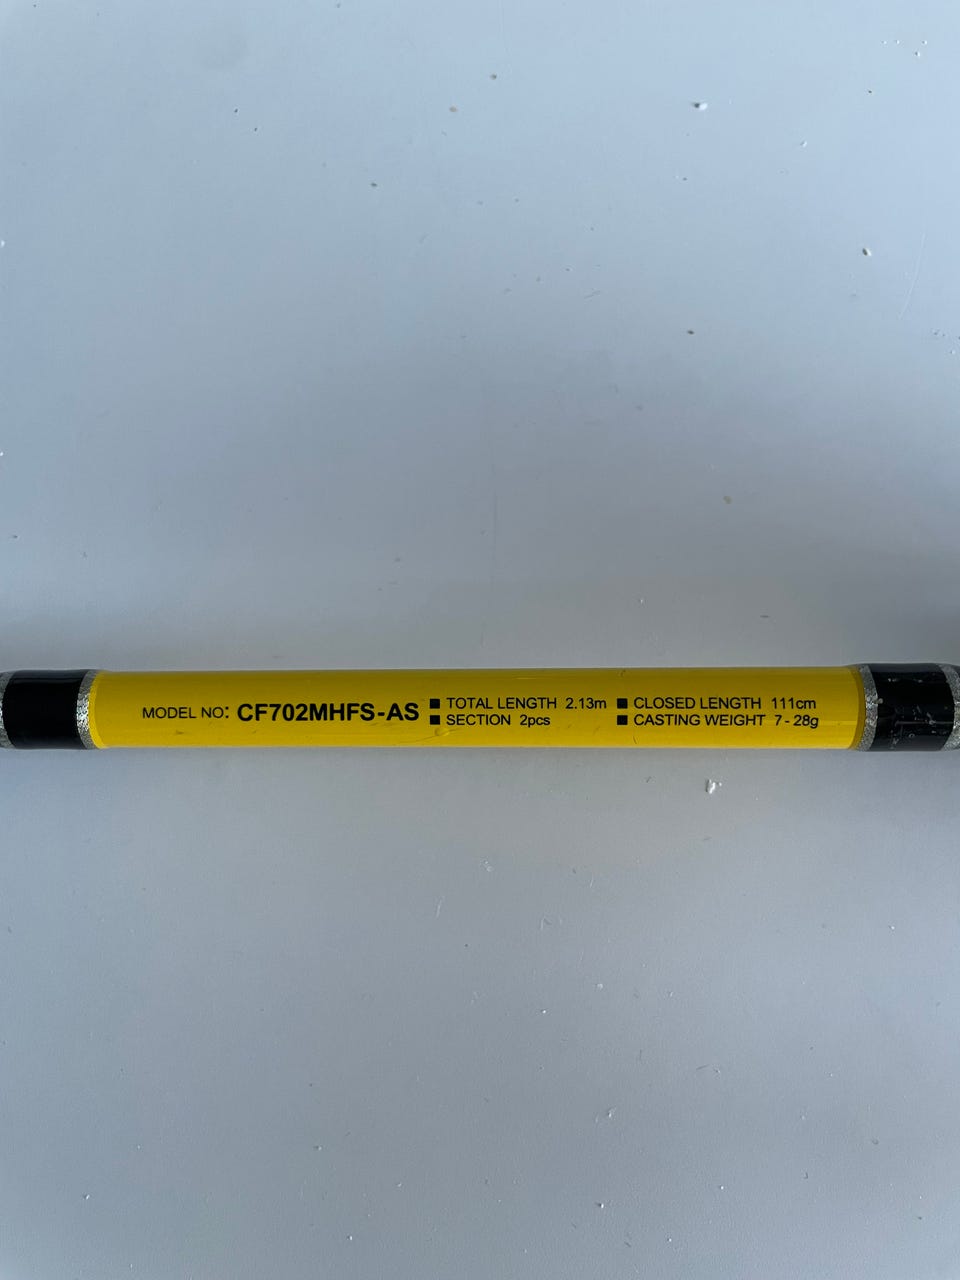 MODEL NO: CF702MHFS-AS
■ TOTAL LENGTH 2.13m ■ CLOSED LENGTH 111cm
■ SECTION 2pcs ■ CASTING WEIGHT 7 - 28g